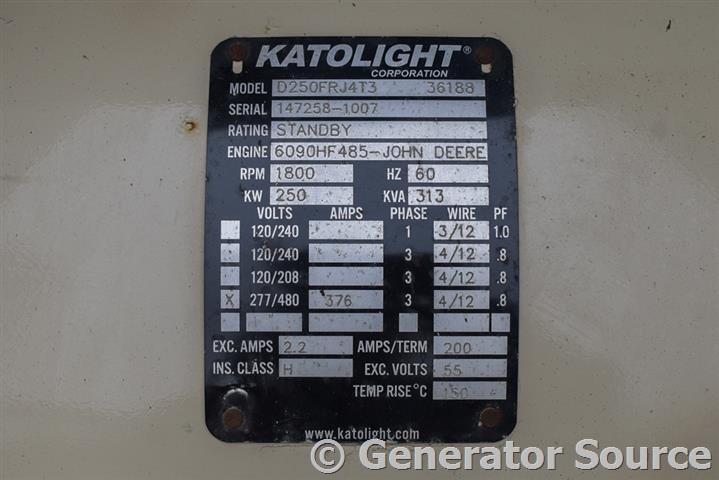 KATOLIGHT®
CORPORATION
MODEL D250FRJ4T3 36188
SERIAL 147258-1007
RATING STANDBY
ENGINE 6090HF485-JOHN DEERE
RPM 1800 HZ 60
KW 250 KVA 313
VOLTS AMPS PHASE WIRE PF
120/240 1 3/12 1.0
120/240 3 4/12 .8
120/208 3 4/12 .8
X 277/480 376 3 4/12 .8
EXC. AMPS 2.2 AMPS/TERM 200
INS. CLASS H EXC. VOLTS 55
TEMP RISE°C 150
www.katolight.com
© Generator Source